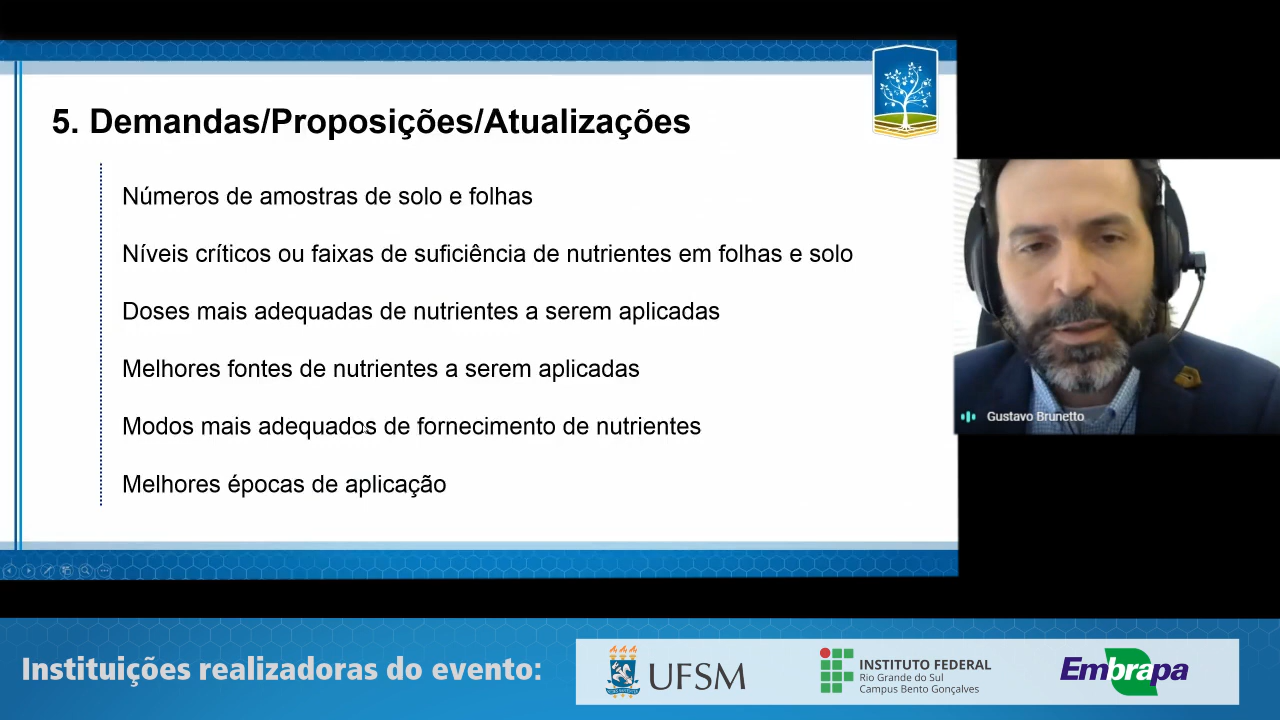 5. Demandas/Proposições/Atualizações
Números de amostras de solo e folhas
Níveis críticos ou faixas de suficiência de nutrientes em folhas e solo
Doses mais adequadas de nutrientes a serem aplicadas
Melhores fontes de nutrientes a serem aplicadas
Modos mais adequados de fornecimento de nutrientes
Melhores épocas de aplicação
Gustavo Brunetto
Instituições realizadoras do evento:
UFSM
INSTITUTO FEDERAL
Rio Grande do Sul
Campus Bento Gonçalves
Embrapa